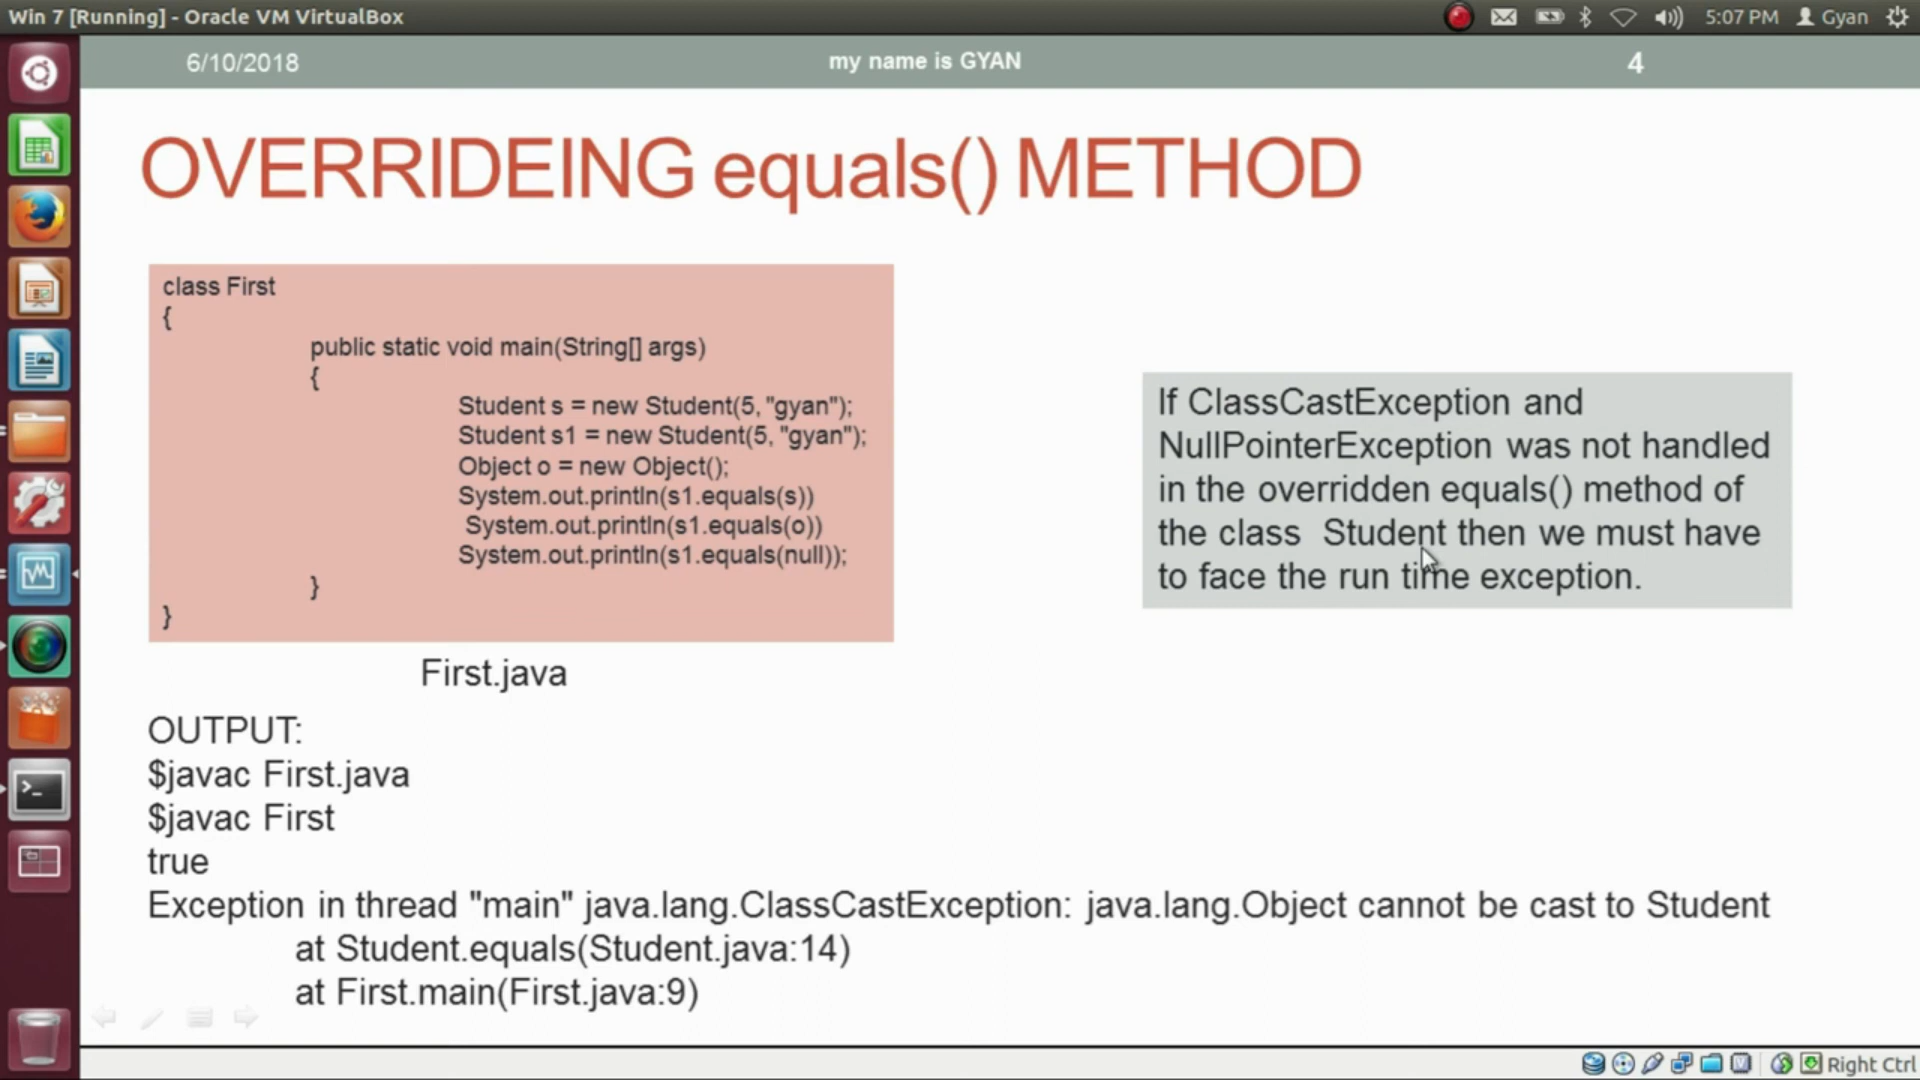 Win 7 [Running] - Oracle VM VirtualBox
5:07 PM Gyan
6/10/2018 my name is GYAN 4
OVERRIDEING equals() METHOD
class First
{
public static void main(String[] args)
{
Student s = new Student(5, "gyan");
Student s1 = new Student(5, "gyan");
Object o = new Object();
System.out.println(s1.equals(s))
System.out.println(s1.equals(o))
System.out.println(s1.equals(null));
}
}
First.java
If ClassCastException and
NullPointerException was not handled
in the overridden equals() method of
the class Student then we must have
to face the run time exception.
OUTPUT:
$javac First.java
$javac First
true
Exception in thread "main" java.lang.ClassCastException: java.lang.Object cannot be cast to Student
at Student.equals(Student.java:14)
at First.main(First.java:9)
Right Ctrl